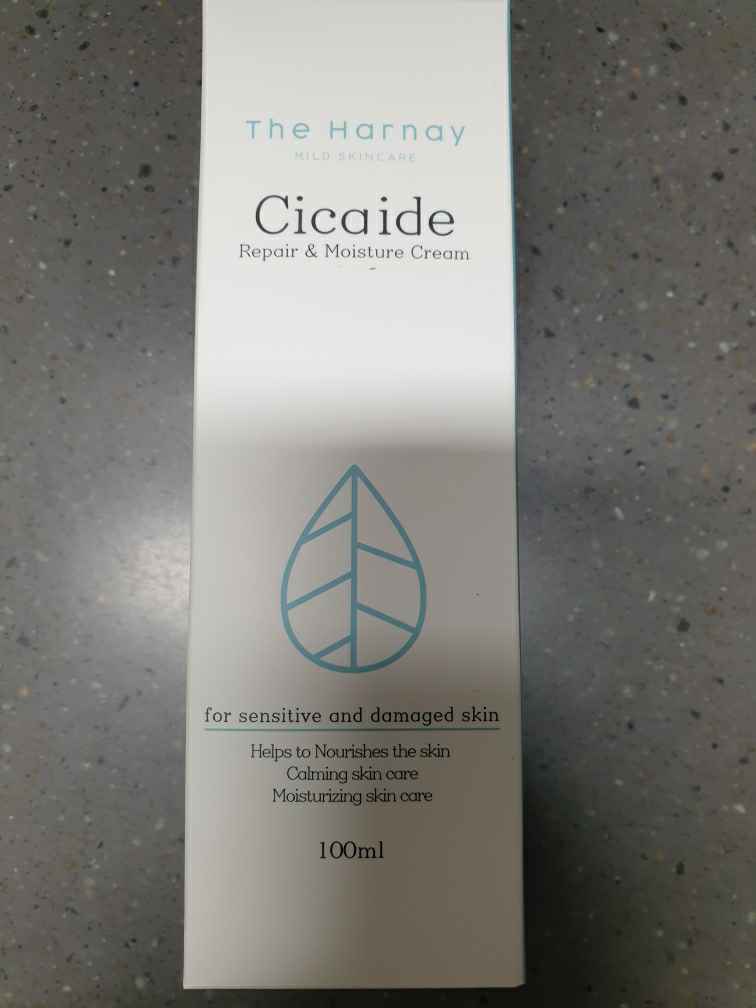 The Harnay
MILD SKINCARE
Cicaide
Repair & Moisture Cream
for sensitive and damaged skin
Helps to Nourishes the skin
Calming skin care
Moisturizing skin care
100ml